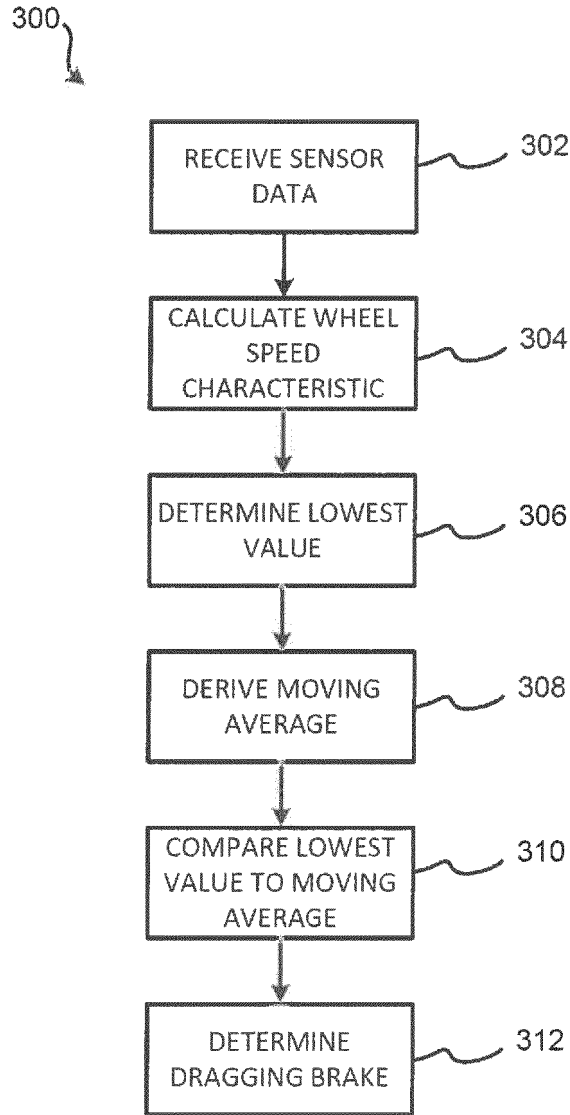 300
RECEIVE SENSOR
DATA
302
CALCULATE WHEEL
SPEED
CHARACTERISTIC
304
DETERMINE LOWEST
VALUE
306
DERIVE MOVING
AVERAGE
308
COMPARE LOWEST
VALUE TO MOVING
AVERAGE
310
DETERMINE
DRAGGING BRAKE
312